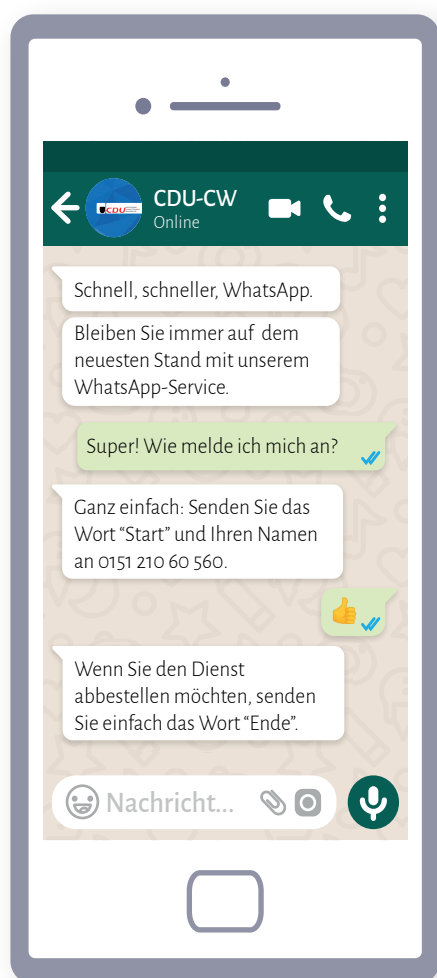 CDU-CW
Online
CDU
Schnell, schneller, WhatsApp.
Bleiben Sie immer auf dem
neuesten Stand mit unserem
WhatsApp-Service.
Super! Wie melde ich mich an?
Ganz einfach: Senden Sie das
Wort “Start” und Ihren Namen
an 0151 210 60 560.
Wenn Sie den Dienst
abbestellen möchten, senden
Sie einfach das Wort “Ende”.
Nachricht...